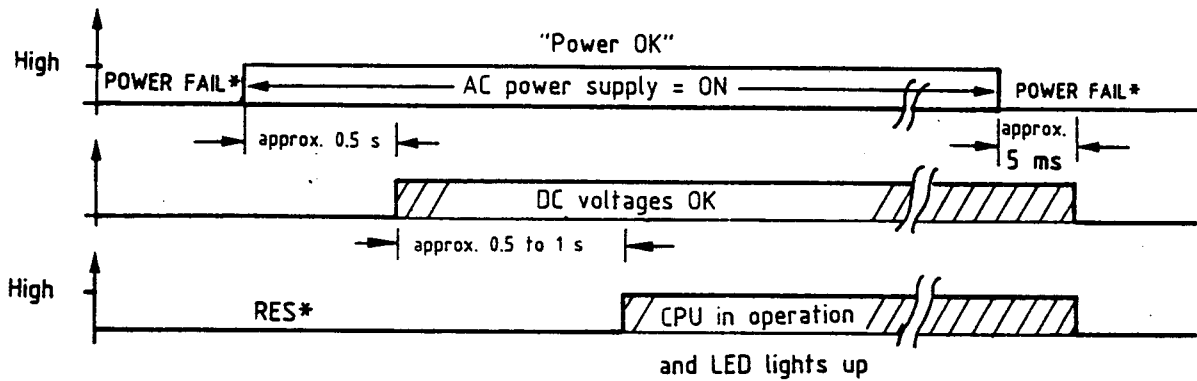 "Power OK"
High
POWER FAIL*
AC power supply = ON
POWER FAIL*
approx. 0.5 s
approx.
5 ms
DC voltages OK
approx. 0.5 to 1 s
High
RES*
CPU in operation
and LED lights up